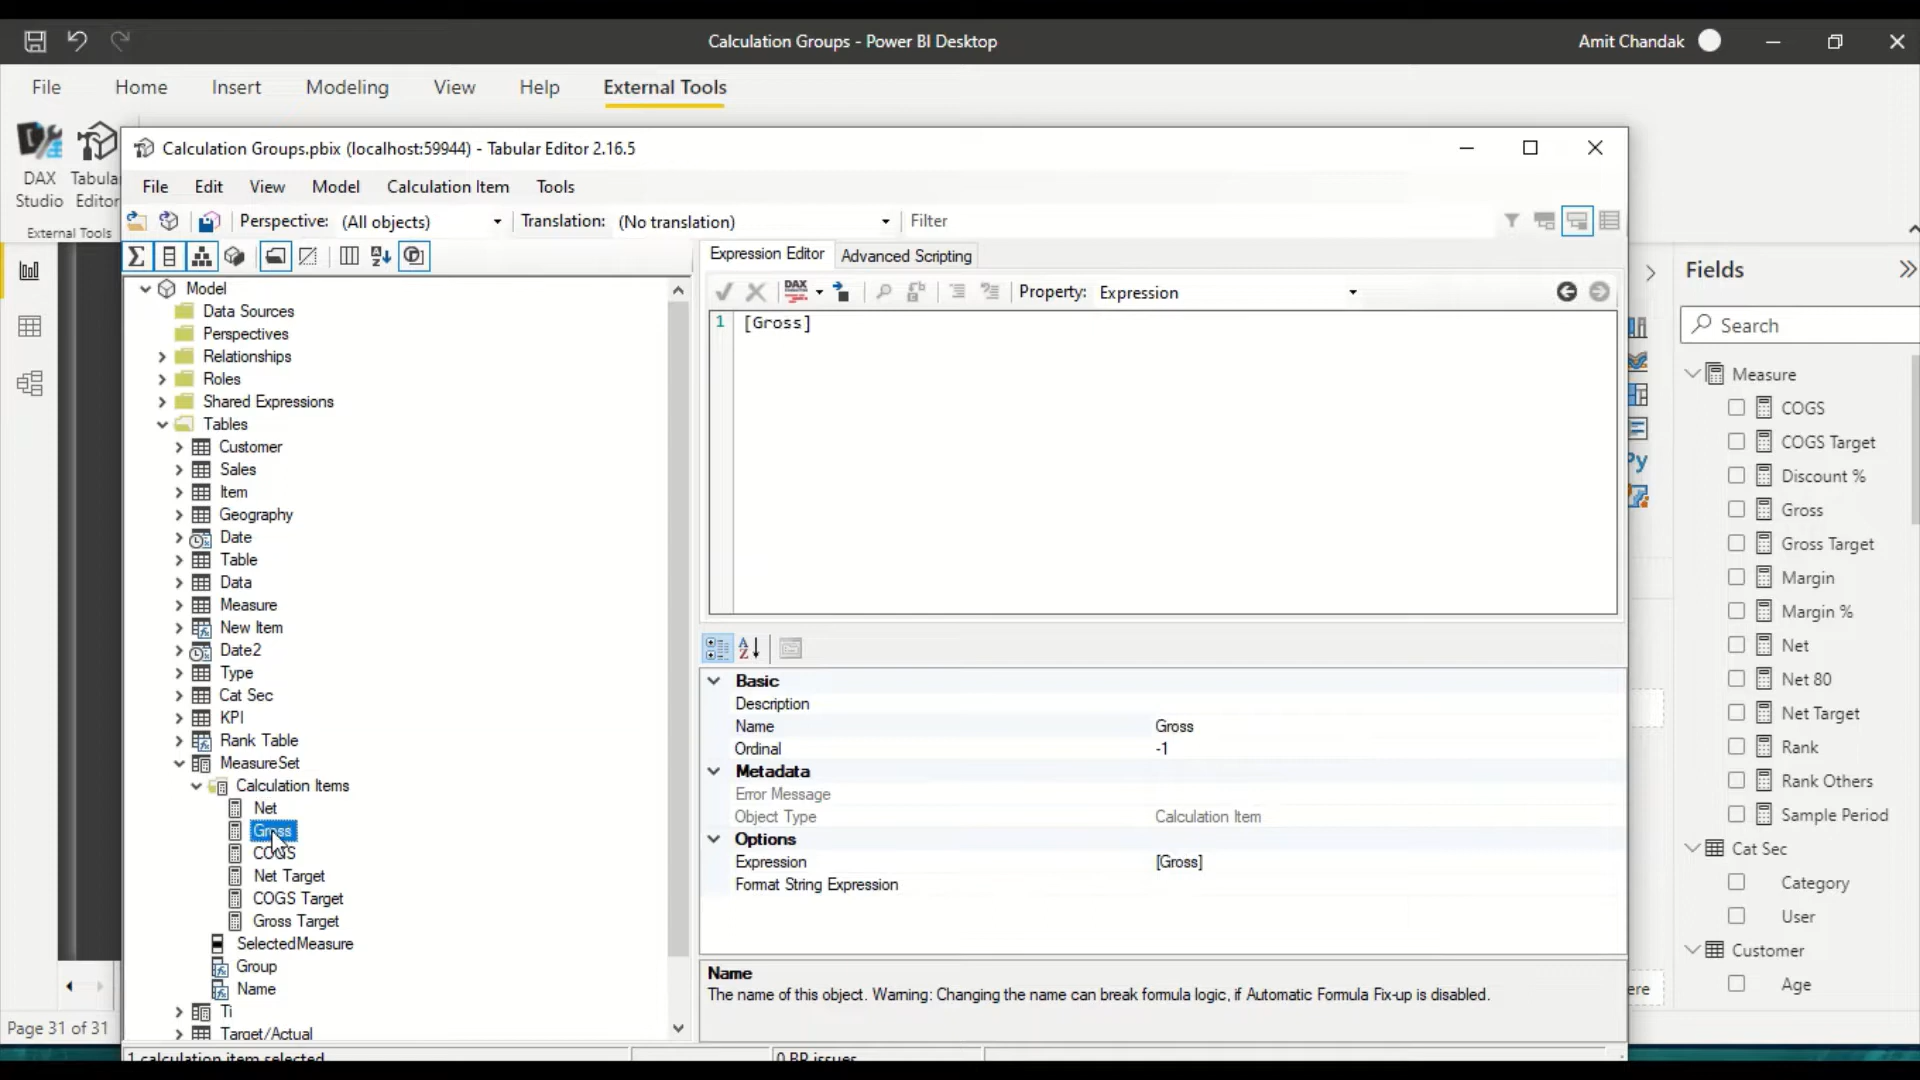 Calculation Groups - Power BI Desktop
Amit Chandak
File Home Insert Modeling View Help External Tools
DAX Studio
Tabular Editor
External Tools
Calculation Groups.pbix (localhost:59944) - Tabular Editor 2.16.5
File Edit View Model Calculation Item Tools
Perspective: (All objects) Translation: (No translation) Filter
Model
Data Sources
Perspectives
Relationships
Roles
Shared Expressions
Tables
Customer
Sales
Item
Geography
Date
Table
Data
Measure
New Item
Date2
Type
Cat Sec
KPI
Rank Table
MeasureSet
Calculation Items
Net
Gross
COGS
Net Target
COGS Target
Gross Target
SelectedMeasure
Group
Name
Ti
Target/Actual
1 calculation item selected
0 BP issues
Expression Editor Advanced Scripting
DAX
Property: Expression
1 [Gross]
Basic
Description
Name Gross
Ordinal -1
Metadata
Error Message
Object Type Calculation Item
Options
Expression [Gross]
Format String Expression
Name
The name of this object. Warning: Changing the name can break formula logic, if Automatic Formula Fix-up is disabled.
Page 31 of 31
Py
ere
Fields
Search
Measure
COGS
COGS Target
Discount %
Gross
Gross Target
Margin
Margin %
Net
Net 80
Net Target
Rank
Rank Others
Sample Period
Cat Sec
Category
User
Customer
Age